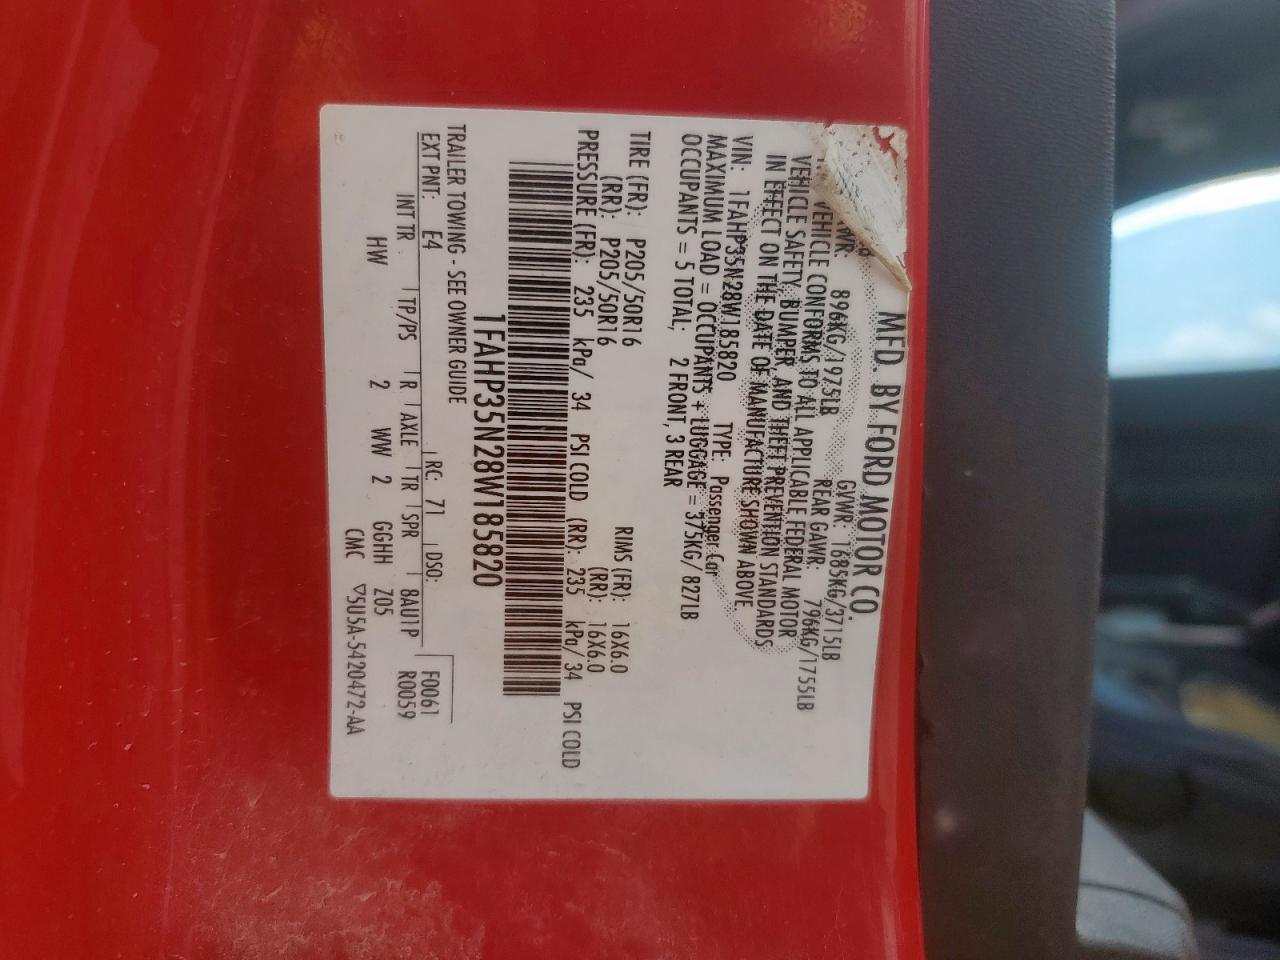 MFD. BY FORD MOTOR CO.
GVWR: 1685KG/3715LB
896KG/1975LB REAR GAWR: 796KG/1755LB
VEHICLE CONFORMS TO ALL APPLICABLE FEDERAL MOTOR
VEHICLE SAFETY, BUMPER, AND THEFT PREVENTION STANDARDS
IN EFFECT ON THE DATE OF MANUFACTURE SHOWN ABOVE.
VIN: 1FAHP35N28W185820 TYPE: Passenger Car
MAXIMUM LOAD = OCCUPANTS + LUGGAGE = 375KG/ 827LB
OCCUPANTS = 5 TOTAL; 2 FRONT, 3 REAR
TIRE (FR): P205/50R16 RIMS (FR): 16X6.0
(RR): P205/50R16 (RR): 16X6.0
PRESSURE (FR): 235 kPa/ 34 PSI COLD (RR): 235 kPa/ 34 PSI COLD
1FAHP35N28W185820
TRAILER TOWING - SEE OWNER GUIDE
EXT PNT: E4 RC: 71 DSO: F0061
INT TR TP/PS R AXLE TR SPR BAU1P R0059
HW 2 WW 2 GGHH Z05
CMC ▽5U5A-5420472-AA